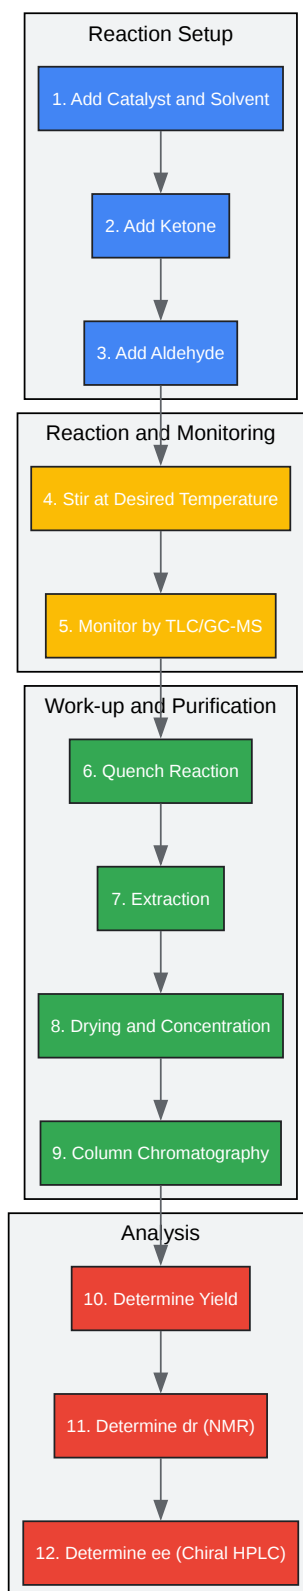 Reaction Setup
1. Add Catalyst and Solvent
2. Add Ketone
3. Add Aldehyde
Reaction and Monitoring
4. Stir at Desired Temperature
5. Monitor by TLC/GC-MS
Work-up and Purification
6. Quench Reaction
7. Extraction
8. Drying and Concentration
9. Column Chromatography
Analysis
10. Determine Yield
11. Determine dr (NMR)
12. Determine ee (Chiral HPLC)